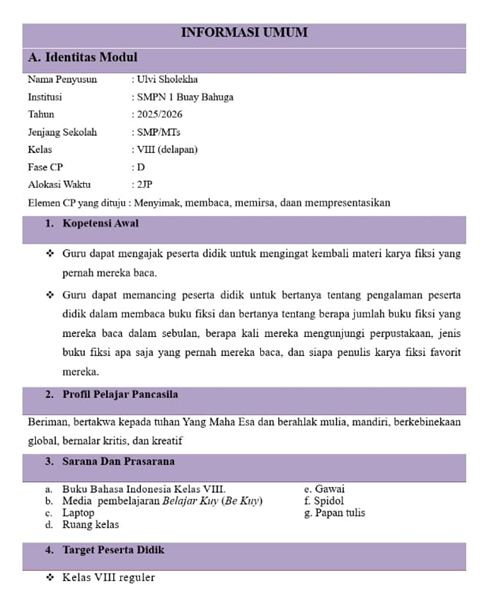 INFORMASI UMUM
A. Identitas Modul
Nama Penyusun : Ulvi Sholekha
Institusi : SMPN 1 Buay Bahuga
Tahun : 2025/2026
Jenjang Sekolah : SMP/MTs
Kelas : VIII (delapan)
Fase CP : D
Alokasi Waktu : 2JP
Elemen CP yang dituju : Menyimak, membaca, memirsa, daan mempresentasikan
1. Kopetensi Awal
❖ Guru dapat mengajak peserta didik untuk mengingat kembali materi karya fiksi yang
pernah mereka baca.
❖ Guru dapat memancing peserta didik untuk bertanya tentang pengalaman peserta
didik dalam membaca buku fiksi dan bertanya tentang berapa jumlah buku fiksi yang
mereka baca dalam sebulan, berapa kali mereka mengunjungi perpustakaan, jenis
buku fiksi apa saja yang pernah mereka baca, dan siapa penulis karya fiksi favorit
mereka.
2. Profil Pelajar Pancasila
Beriman, bertakwa kepada tuhan Yang Maha Esa dan berahlak mulia, mandiri, berkebinekaan
global, bernalar kritis, dan kreatif
3. Sarana Dan Prasarana
a. Buku Bahasa Indonesia Kelas VIII. e. Gawai
b. Media pembelajaran Belajar Kuy (Be Kuy) f. Spidol
c. Laptop g. Papan tulis
d. Ruang kelas
4. Target Peserta Didik
❖ Kelas VIII reguler